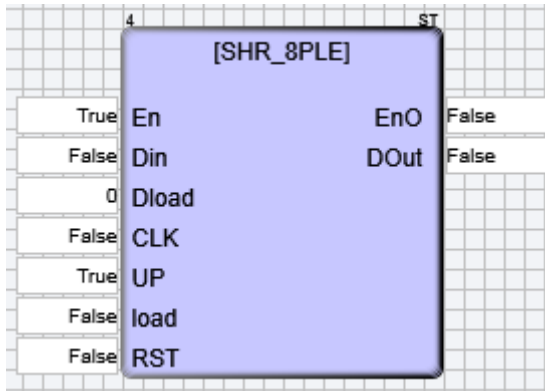 4 ST
[SHR_8PLE]
True En EnO False
False Din DOut False
0 Dload
False CLK
True UP
False load
False RST